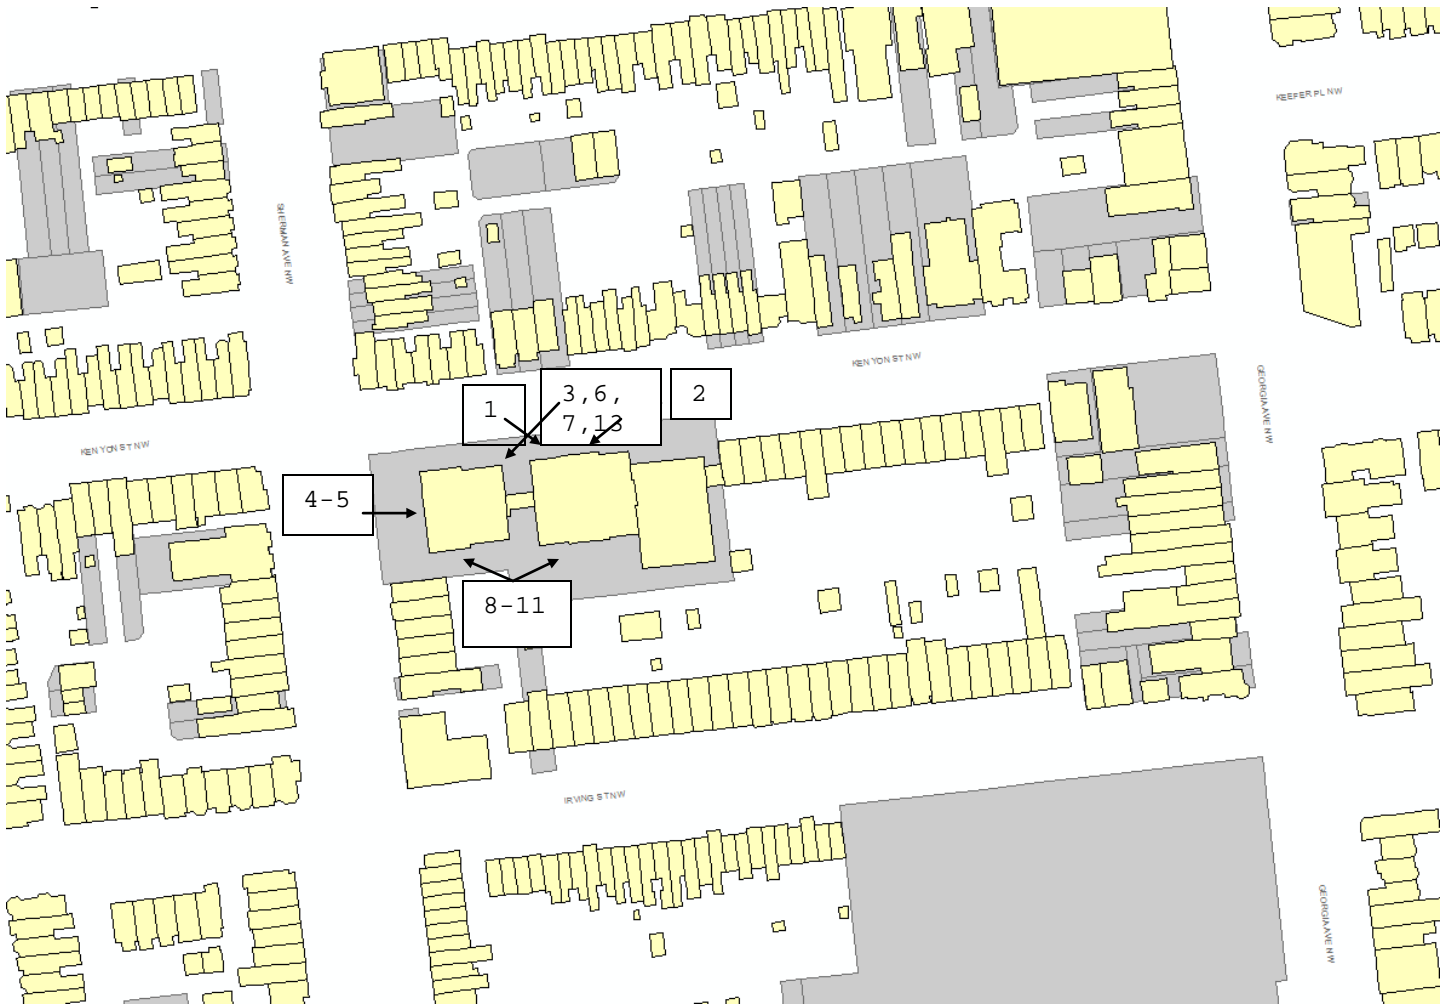 KEEFER PL NW
SHERMAN AVE NW
KENYON ST NW
GEORGIA AVE NW
1
3,6,
7,13
2
KENYON ST NW
4-5
8-11
IRVING ST NW
GEORGIA AVE NW